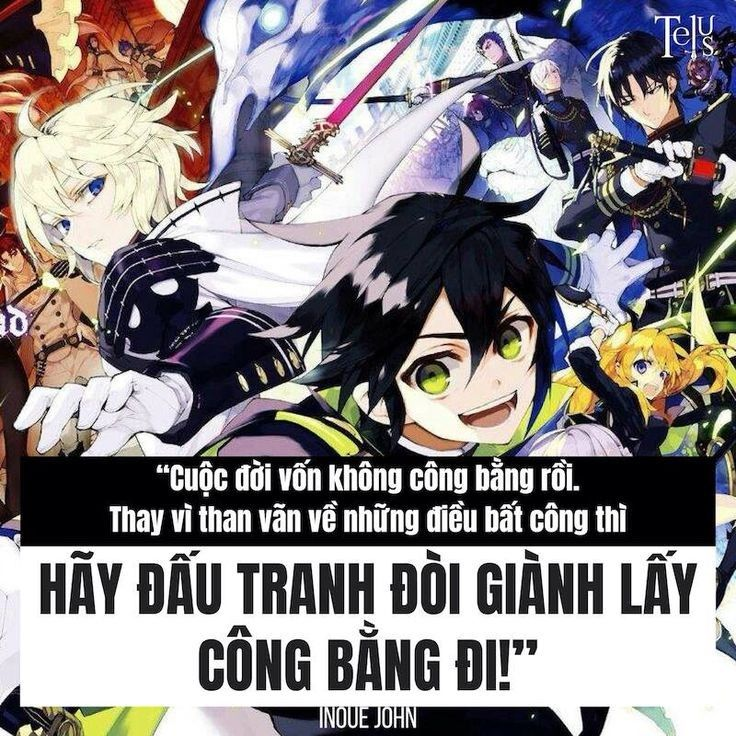 Telus
“Cuộc đời vốn không công bằng rồi.
Thay vì than vãn về những điều bất công thì
HÃY ĐẤU TRANH ĐÒI GIÀNH LẤY
CÔNG BẰNG ĐI!”
INOUE JOHN